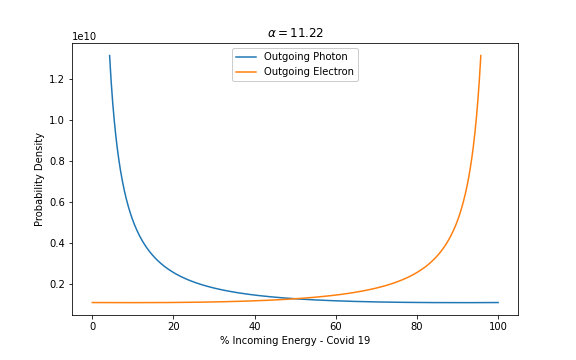 α = 11.22
1e10
Outgoing Photon
Outgoing Electron
Probability Density
1.2
1.0
0.8
0.6
0.4
0.2
0 20 40 60 80 100
% Incoming Energy - Covid 19